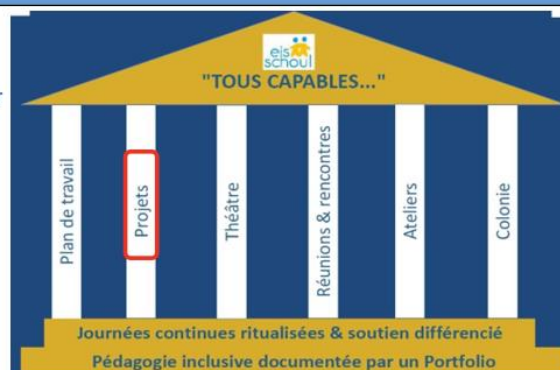 eis
schoul
"TOUS CAPABLES..."
Plan de travail
Projets
Théâtre
Réunions & rencontres
Ateliers
Colonie
Journées continues ritualisées & soutien différencié
Pédagogie inclusive documentée par un Portfolio